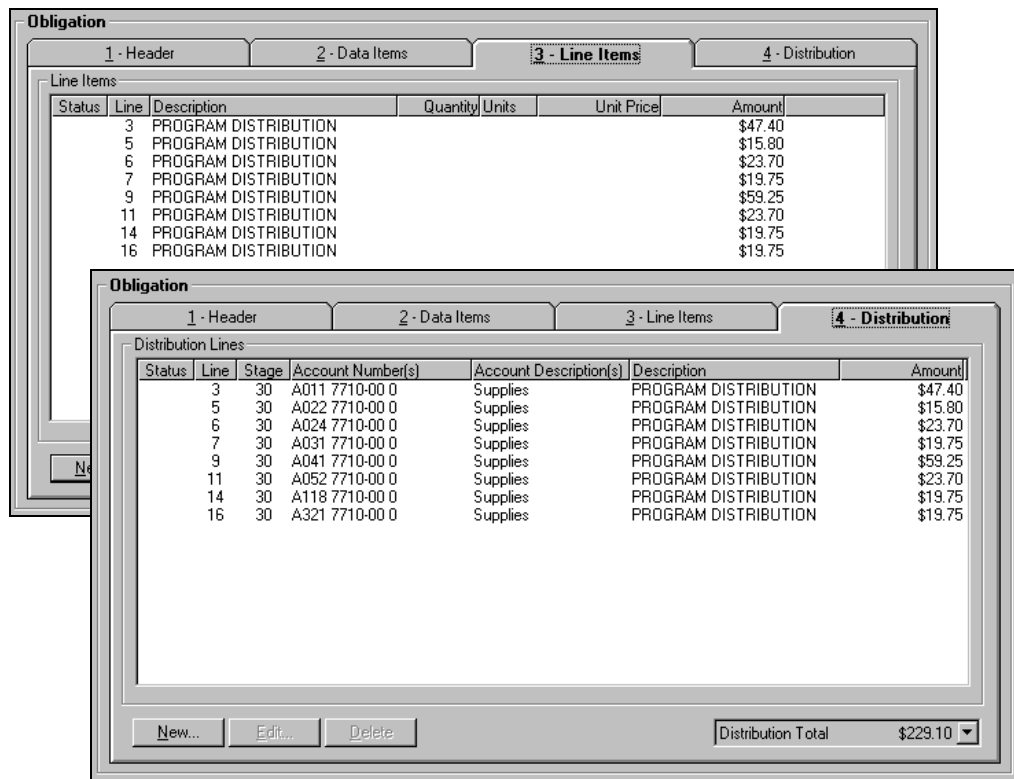 Obligation
1 - Header 2 - Data Items 3 - Line Items 4 - Distribution
Line Items
Status Line Description Quantity Units Unit Price Amount
3 PROGRAM DISTRIBUTION $47.40
5 PROGRAM DISTRIBUTION $15.80
6 PROGRAM DISTRIBUTION $23.70
7 PROGRAM DISTRIBUTION $19.75
9 PROGRAM DISTRIBUTION $59.25
11 PROGRAM DISTRIBUTION $23.70
14 PROGRAM DISTRIBUTION $19.75
16 PROGRAM DISTRIBUTION $19.75
Ne
Obligation
1 - Header 2 - Data Items 3 - Line Items 4 - Distribution
Distribution Lines
Status Line Stage Account Number(s) Account Description(s) Description Amount
3 30 A011 7710-00 0 Supplies PROGRAM DISTRIBUTION $47.40
5 30 A022 7710-00 0 Supplies PROGRAM DISTRIBUTION $15.80
6 30 A024 7710-00 0 Supplies PROGRAM DISTRIBUTION $23.70
7 30 A031 7710-00 0 Supplies PROGRAM DISTRIBUTION $19.75
9 30 A041 7710-00 0 Supplies PROGRAM DISTRIBUTION $59.25
11 30 A052 7710-00 0 Supplies PROGRAM DISTRIBUTION $23.70
14 30 A118 7710-00 0 Supplies PROGRAM DISTRIBUTION $19.75
16 30 A321 7710-00 0 Supplies PROGRAM DISTRIBUTION $19.75
New... Edit... Delete Distribution Total $229.10